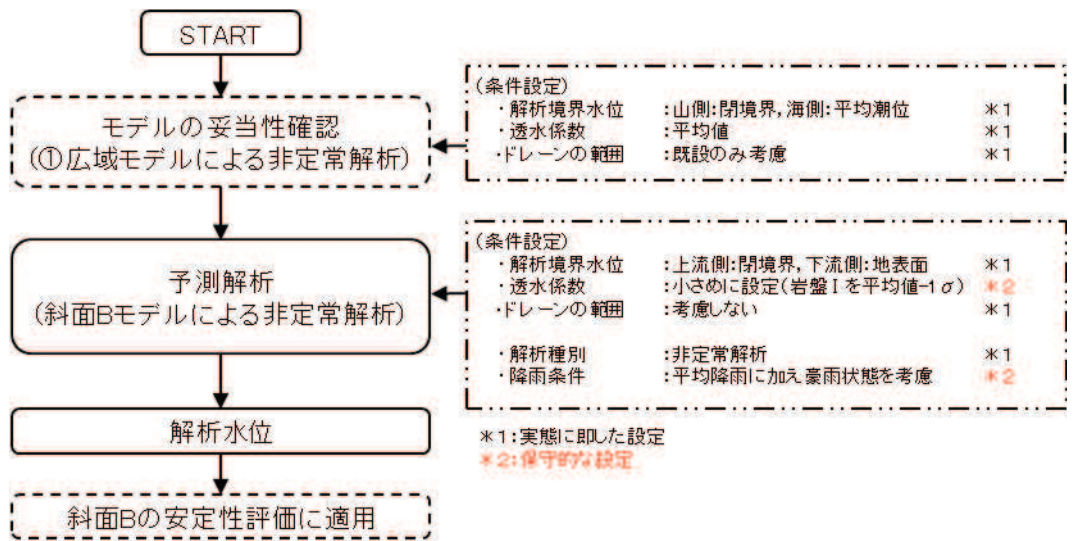 START
モデルの妥当性確認
(①広域モデルによる非定常解析)
(条件設定)
・解析境界水位 :山側:閉境界,海側:平均潮位 *1
・透水係数 :平均値 *1
・ドレーンの範囲 :既設のみ考慮 *1
予測解析
(斜面Bモデルによる非定常解析)
(条件設定)
・解析境界水位 :上流側:閉境界,下流側:地表面 *1
・透水係数 :小さめに設定(岩盤Ⅰを平均値-1σ) *2
・ドレーンの範囲 :考慮しない *1
・解析種別 :非定常解析 *1
・降雨条件 :平均降雨に加え豪雨状態を考慮 *2
解析水位
*1:実態に即した設定
*2:保守的な設定
斜面Bの安定性評価に適用